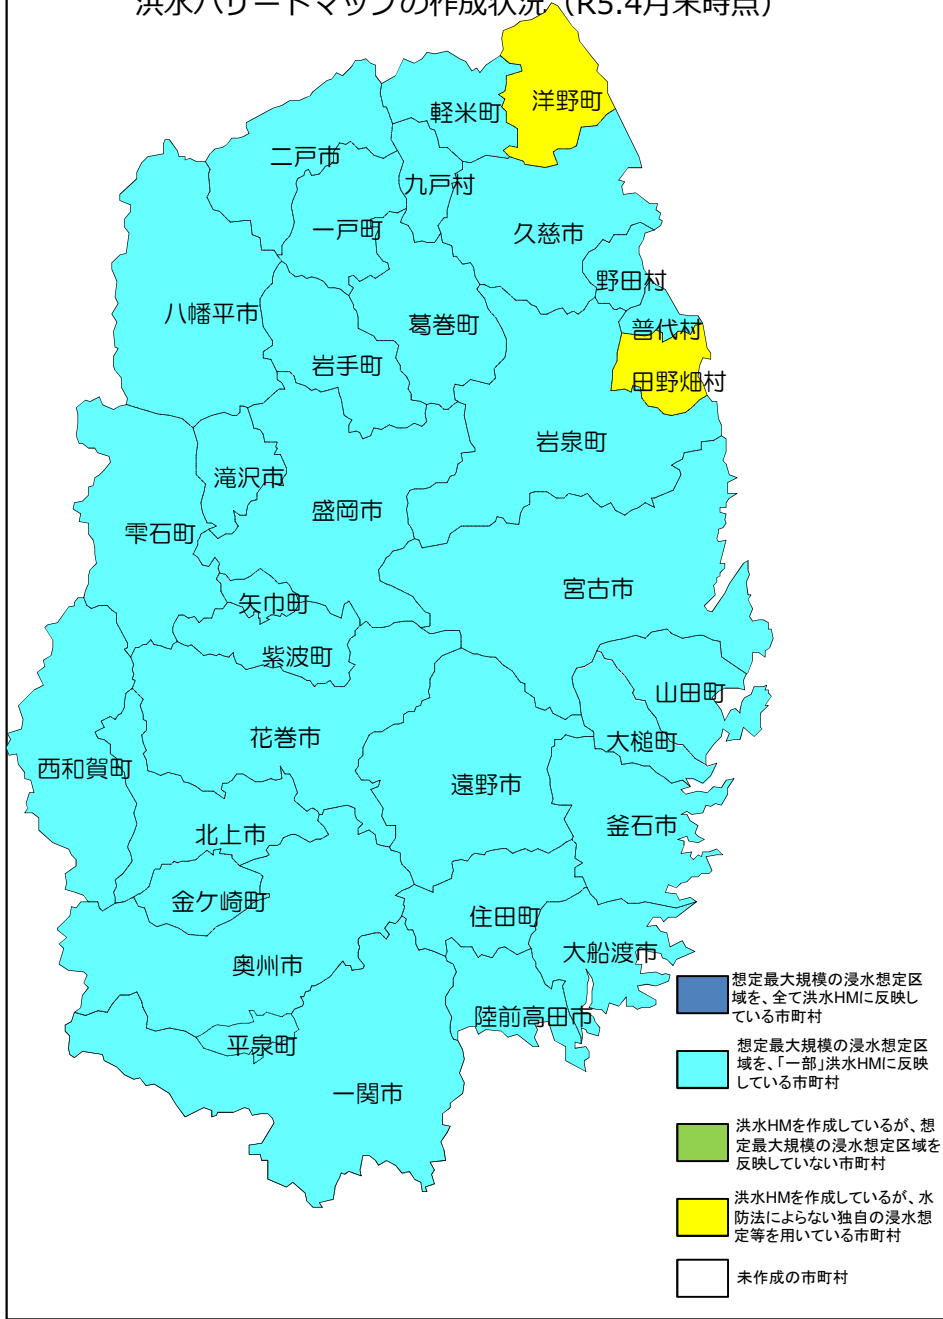 洪水ハザードマップの作成状況（R5.4月末時点）
洋野町
軽米町
二戸市
九戸村
一戸町
久慈市
野田村
八幡平市
葛巻町
普代村
岩手町
田野畑村
岩泉町
滝沢市
盛岡市
雫石町
宮古市
矢巾町
紫波町
山田町
花巻市
大槌町
西和賀町
遠野市
釜石市
北上市
金ケ崎町
住田町
大船渡市
奥州市
陸前高田市
平泉町
一関市
想定最大規模の浸水想定区
域を、全て洪水HMに反映し
ている市町村
想定最大規模の浸水想定区
域を、「一部」洪水HMに反映
している市町村
洪水HMを作成しているが、想
定最大規模の浸水想定区域を
反映していない市町村
洪水HMを作成しているが、水
防法によらない独自の浸水想
定等を用いている市町村
未作成の市町村